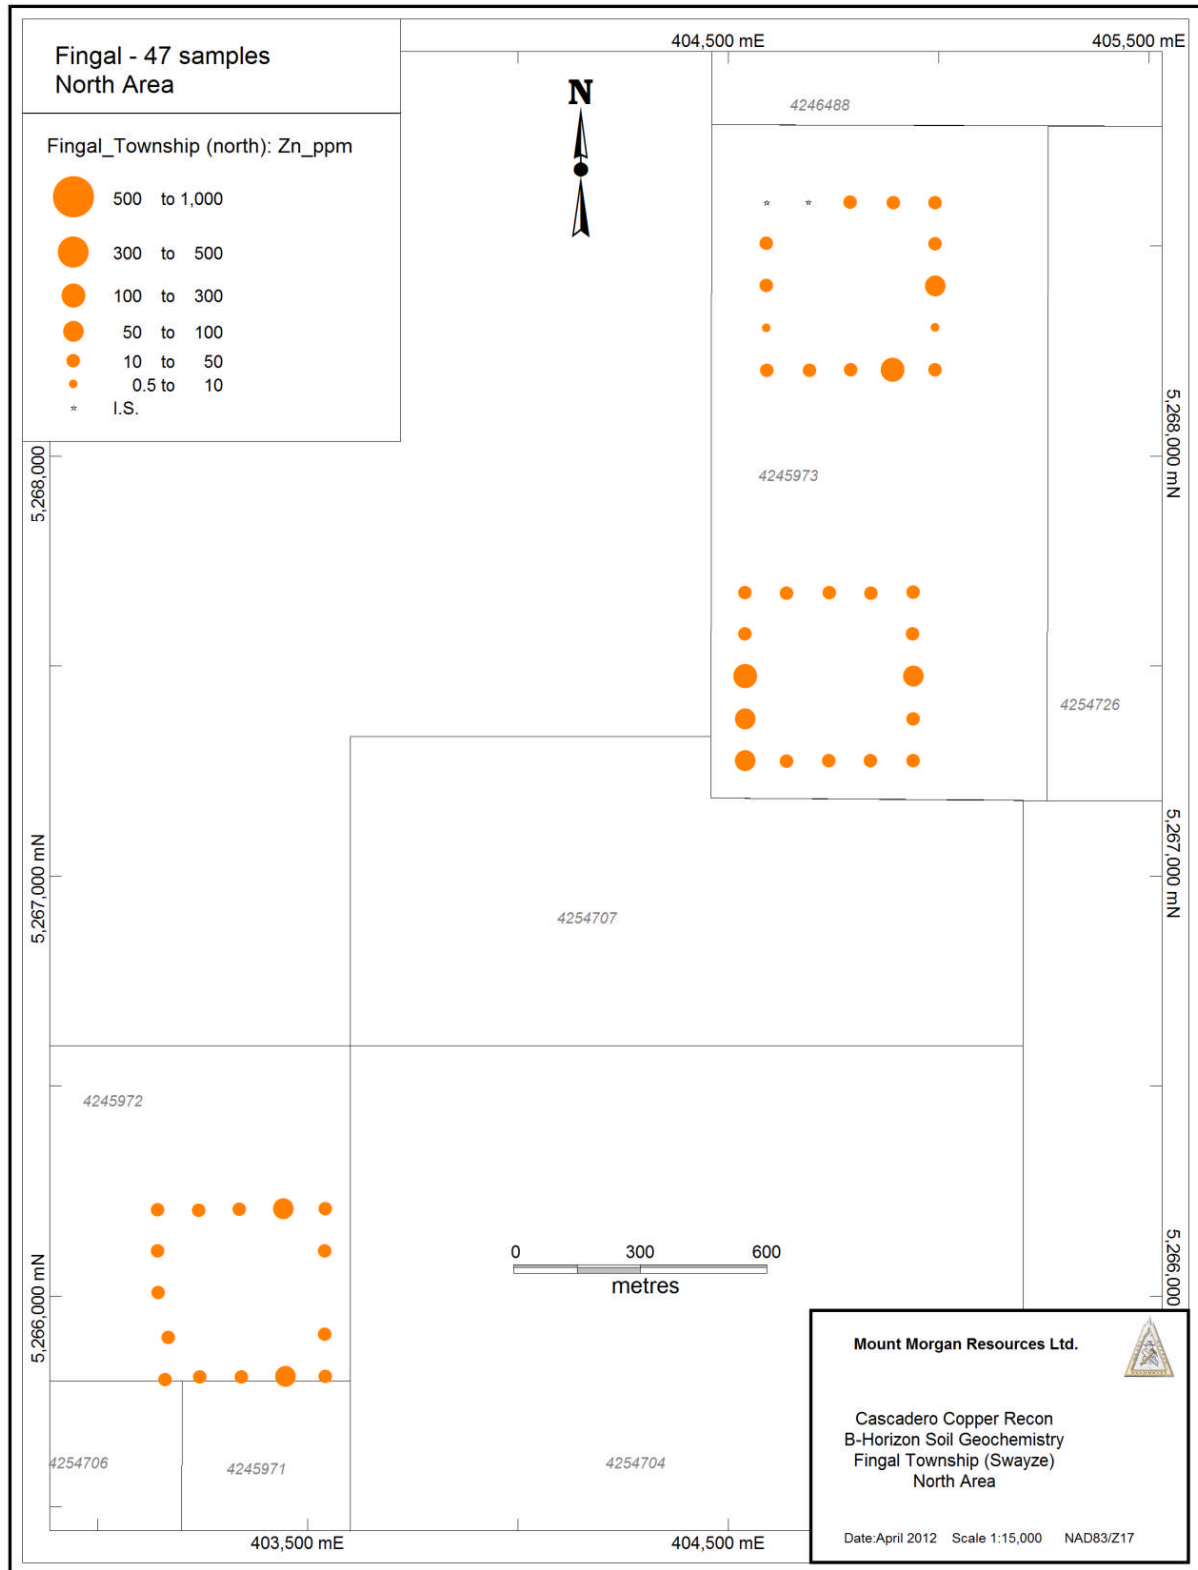 Fingal - 47 samples
North Area
Fingal_Township (north): Zn_ppm
500 to 1,000
300 to 500
100 to 300
50 to 100
10 to 50
0.5 to 10
* I.S.
404,500 mE
405,500 mE
N
4246488
* *
5,268,000
5,268,000 mN
4245973
4254726
5,267,000 mN
5,267,000 mN
4254707
4245972
5,266,000 mN
5,266,000
0 300 600
metres
4254706
4245971
4254704
403,500 mE
404,500 mE
Mount Morgan Resources Ltd.
Cascadero Copper Recon
B-Horizon Soil Geochemistry
Fingal Township (Swayze)
North Area
Date:April 2012 Scale 1:15,000 NAD83/Z17